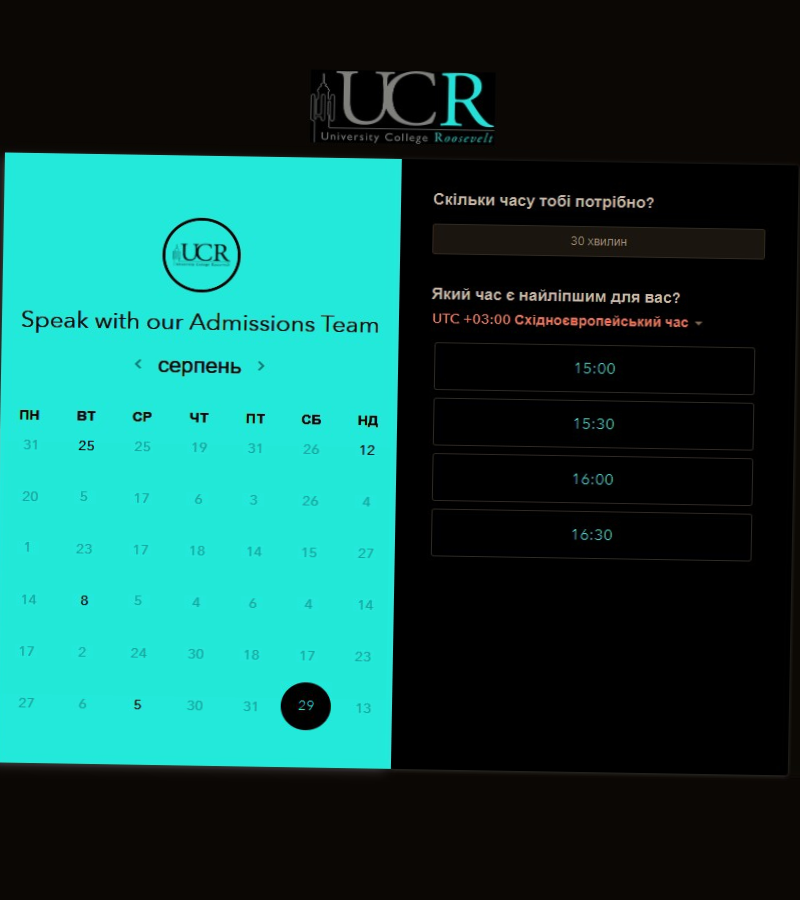 UCR
University College Roosevelt
UCR
Speak with our Admissions Team
серпень
ПН ВТ СР ЧТ ПТ СБ НД
31 25 25 19 31 26 12
20 5 17 6 3 26 4
1 23 17 18 14 15 27
14 8 5 4 6 4 14
17 2 24 30 18 17 23
27 6 5 30 31 29 13
Скільки часу тобі потрібно?
30 хвилин
Який час є найліпшим для вас?
UTC +03:00 Східноєвропейський час
15:00
15:30
16:00
16:30